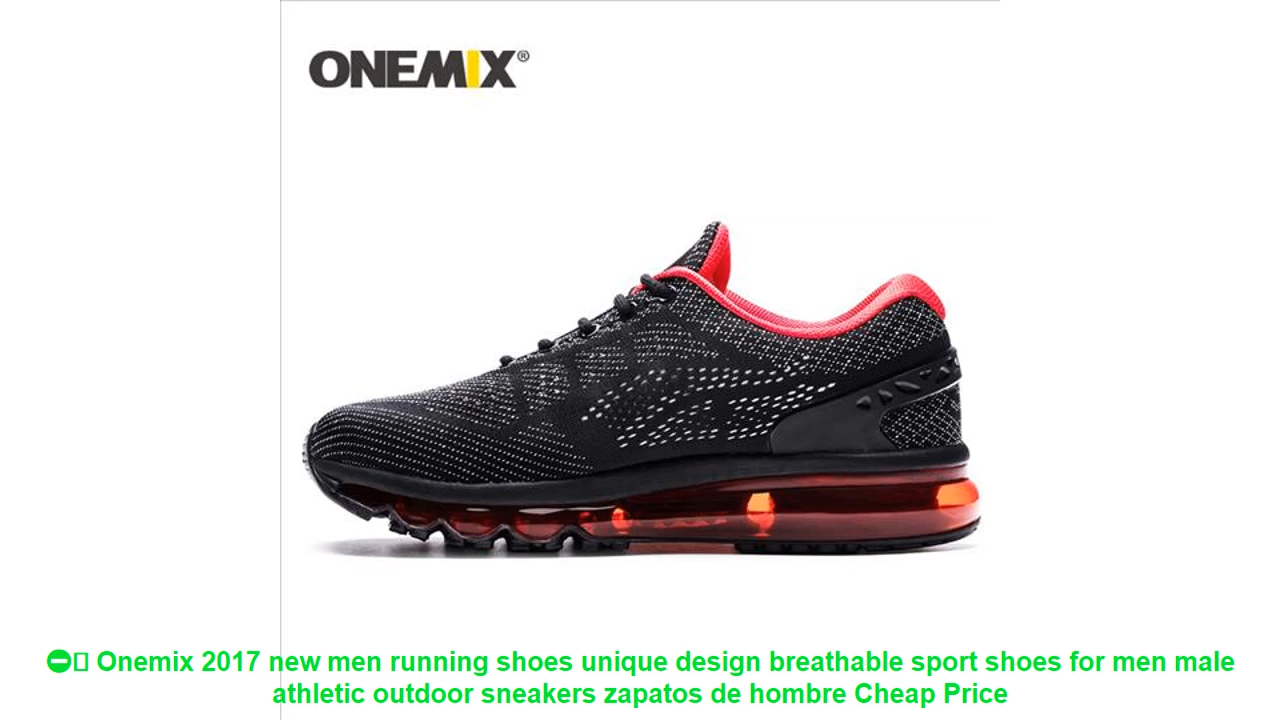 ONEMIX®
⛔▯ Onemix 2017 new men running shoes unique design breathable sport shoes for men male
athletic outdoor sneakers zapatos de hombre Cheap Price